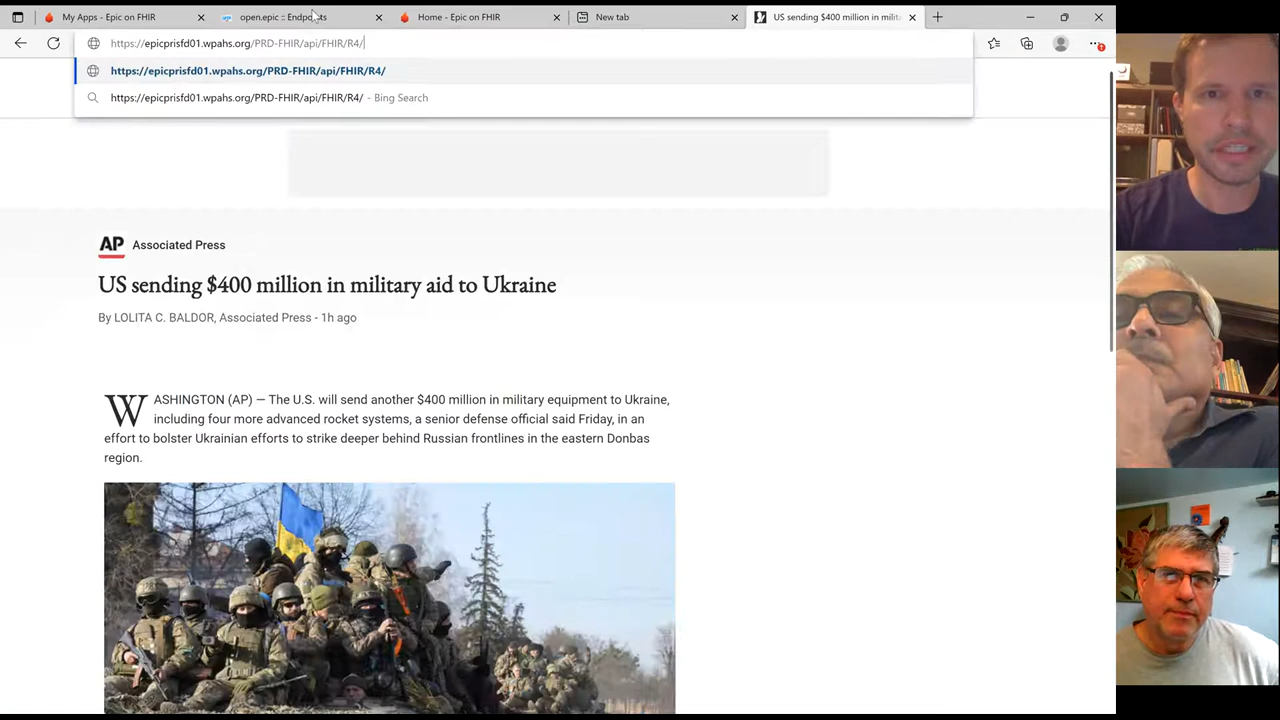 My Apps - Epic on FHIR
open.epic :: Endpoints
Home - Epic on FHIR
New tab
US sending $400 million in milit
https://epicprisfd01.wpahs.org/PRD-FHIR/api/FHIR/R4/
https://epicprisfd01.wpahs.org/PRD-FHIR/api/FHIR/R4/
https://epicprisfd01.wpahs.org/PRD-FHIR/api/FHIR/R4/ - Bing Search
AP Associated Press
US sending $400 million in military aid to Ukraine
By LOLITA C. BALDOR, Associated Press - 1h ago
WASHINGTON (AP) — The U.S. will send another $400 million in military equipment to Ukraine,
including four more advanced rocket systems, a senior defense official said Friday, in an
effort to bolster Ukrainian efforts to strike deeper behind Russian frontlines in the eastern Donbas
region.